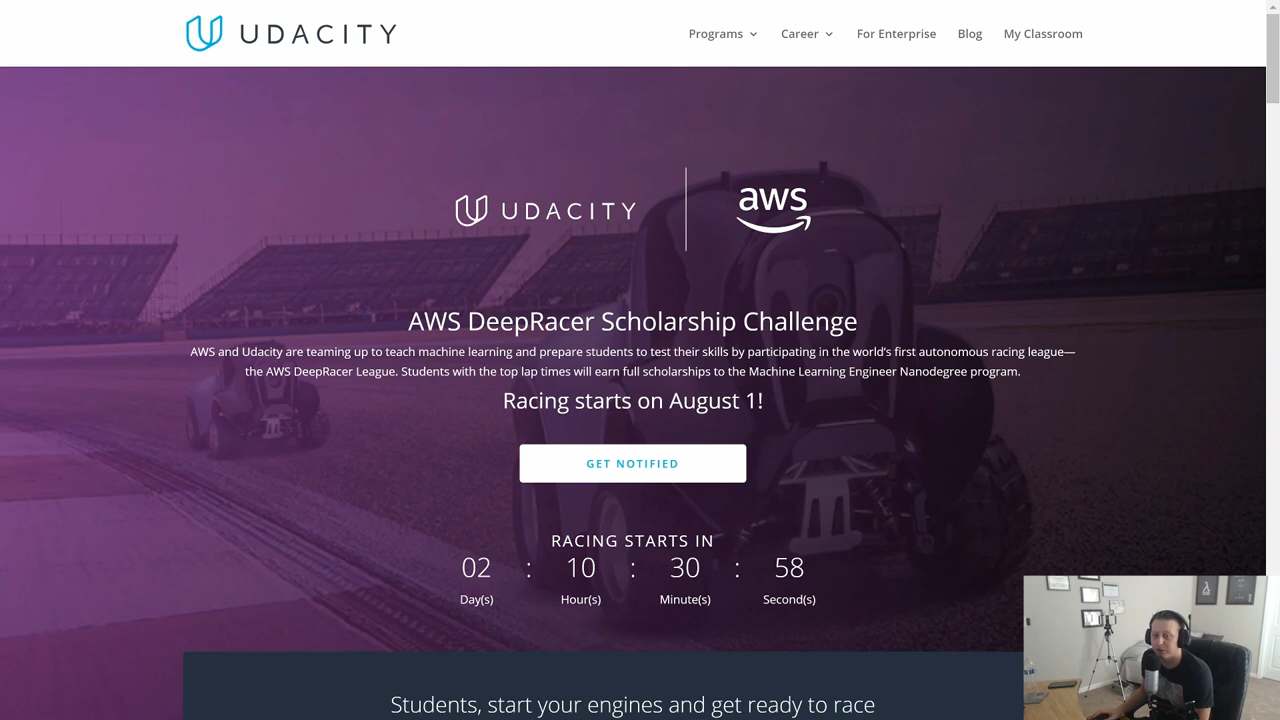 UDACITY
Programs
Career
For Enterprise
Blog
My Classroom
UDACITY
aws
AWS DeepRacer Scholarship Challenge
AWS and Udacity are teaming up to teach machine learning and prepare students to test their skills by participating in the world's first autonomous racing league—
the AWS DeepRacer League. Students with the top lap times will earn full scholarships to the Machine Learning Engineer Nanodegree program.
Racing starts on August 1!
GET NOTIFIED
RACING STARTS IN
02 : 10 : 30 : 58
Day(s) Hour(s) Minute(s) Second(s)
Students, start your engines and get ready to race